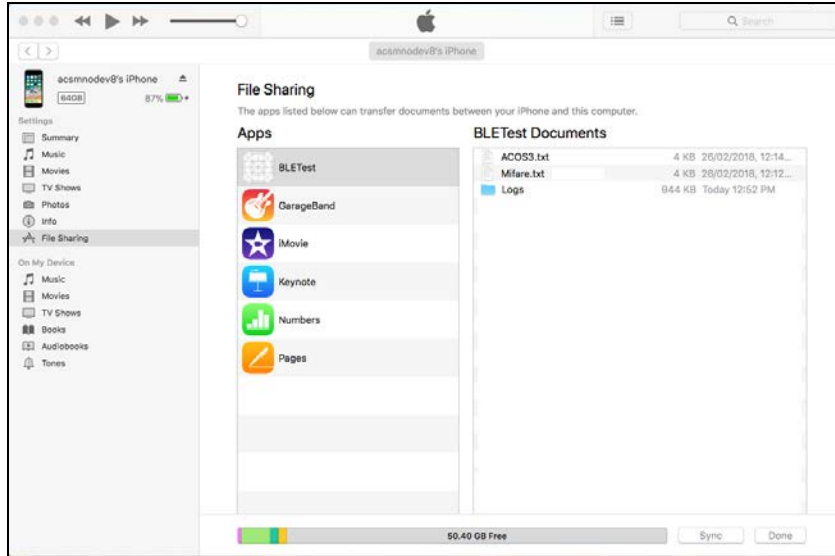 Search
acsmnodev8's iPhone
acsmnodev8's iPhone
64GB 87%
Settings
Summary
Music
Movies
TV Shows
Photos
Info
File Sharing
On My Device
Music
Movies
TV Shows
Books
Audiobooks
Tones
File Sharing
The apps listed below can transfer documents between your iPhone and this computer.
Apps
BLETest
GarageBand
iMovie
Keynote
Numbers
Pages
BLETest Documents
ACOS3.txt 4 KB 26/02/2018, 12:14...
Mifare.txt 4 KB 26/02/2018, 12:12...
Logs 944 KB Today 12:52 PM
50.40 GB Free
Sync
Done